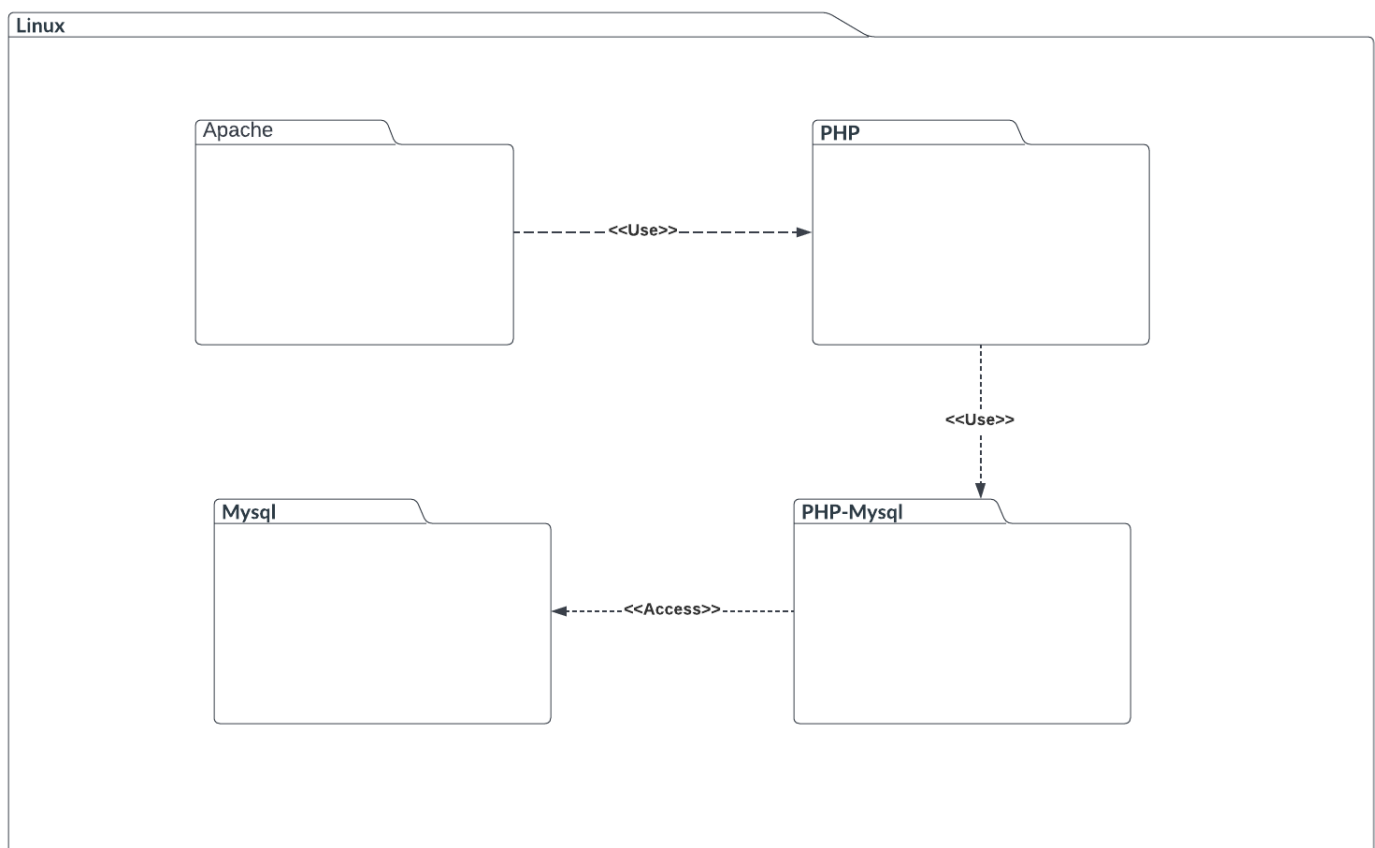 Linux
Apache
PHP
<<Use>>
<<Use>>
Mysql
PHP-Mysql
<<Access>>